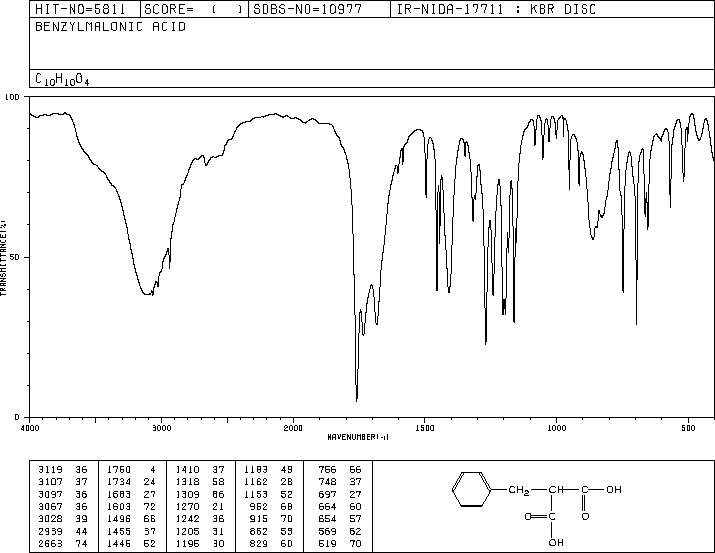 HIT-NO=5811 SCORE= ( ) SDBS-NO=10977 IR-NIDA-17711 : KBR DISC
BENZYLMALONIC ACID
C10H10O4
100
50
0
TRANSMITTANCE(%)
4000 3000 2000 1500 1000 500
WAVENUMBER(-1)
3119 36 1760 4 1410 37 1183 49 756 56
3107 37 1734 24 1318 58 1162 28 748 37
3097 36 1683 27 1309 86 1153 52 697 27
3067 36 1603 72 1270 21 952 68 664 60
3028 39 1496 66 1242 36 915 70 654 57
2939 44 1455 37 1205 31 862 53 569 62
2663 74 1446 52 1196 30 829 60 519 70
CH2 CH C OH
O C O
OH